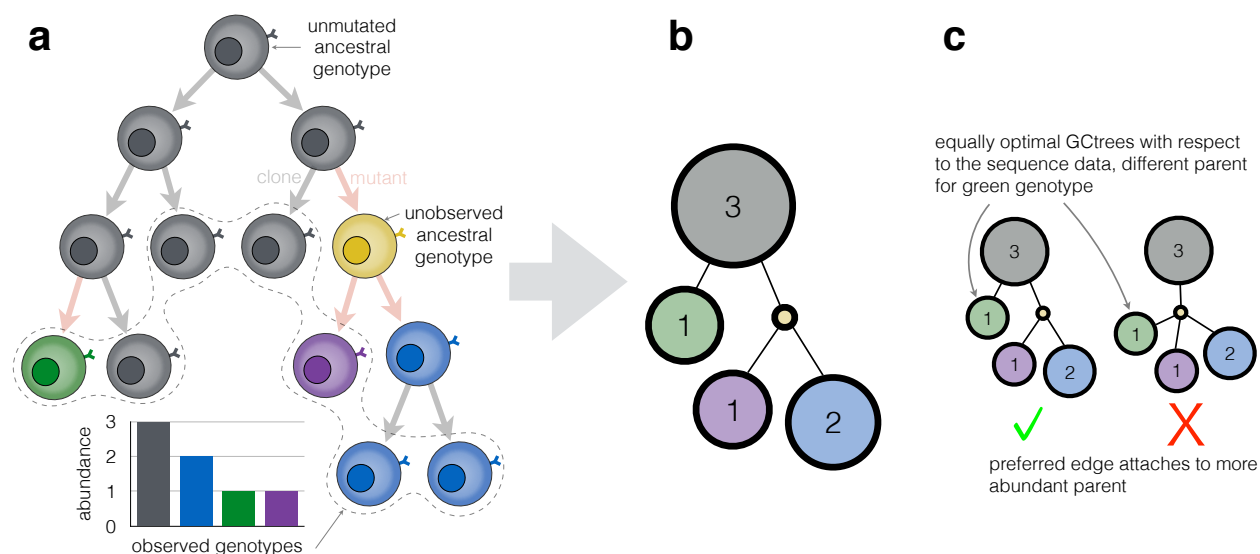 a
unmutated
ancestral
genotype
clone
mutant
unobserved
ancestral
genotype
abundance
3
2
1
0
observed genotypes
b
3
1
1
2
c
equally optimal GCtrees with respect
to the sequence data, different parent
for green genotype
3
1
1
2
3
1
1
2
preferred edge attaches to more
abundant parent